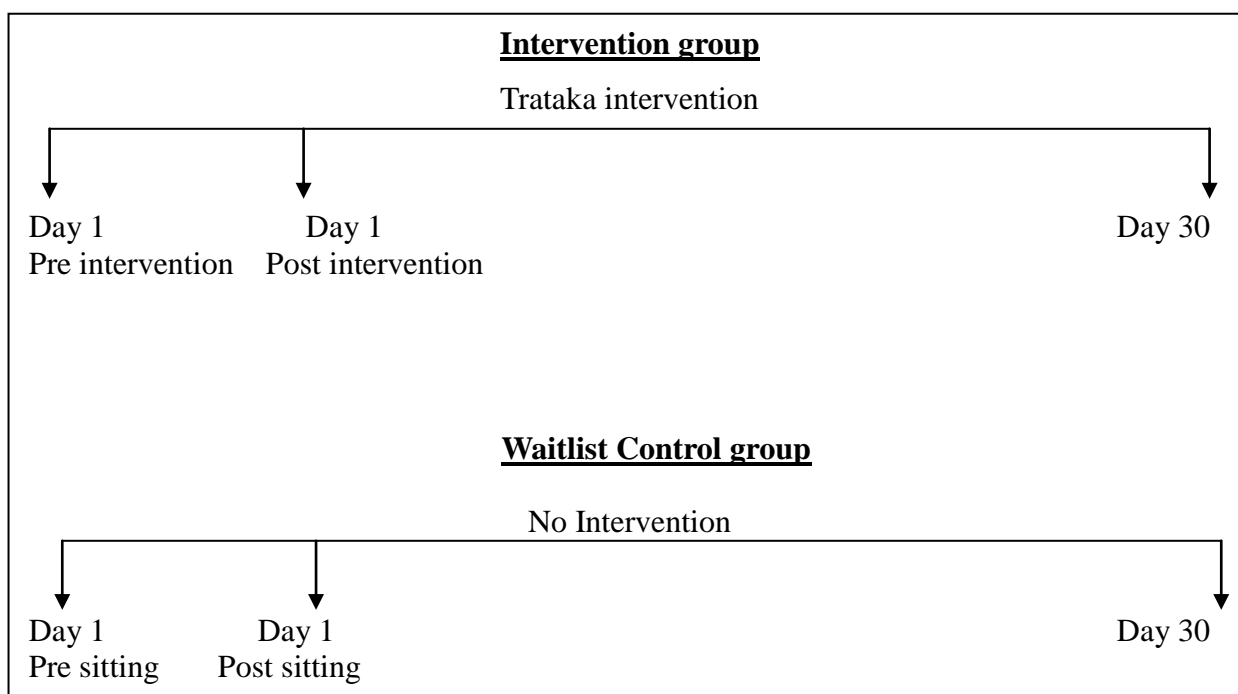 Intervention group
Trataka intervention
Day 1 Day 1 Day 30
Pre intervention Post intervention
Waitlist Control group
No Intervention
Day 1 Day 1 Day 30
Pre sitting Post sitting